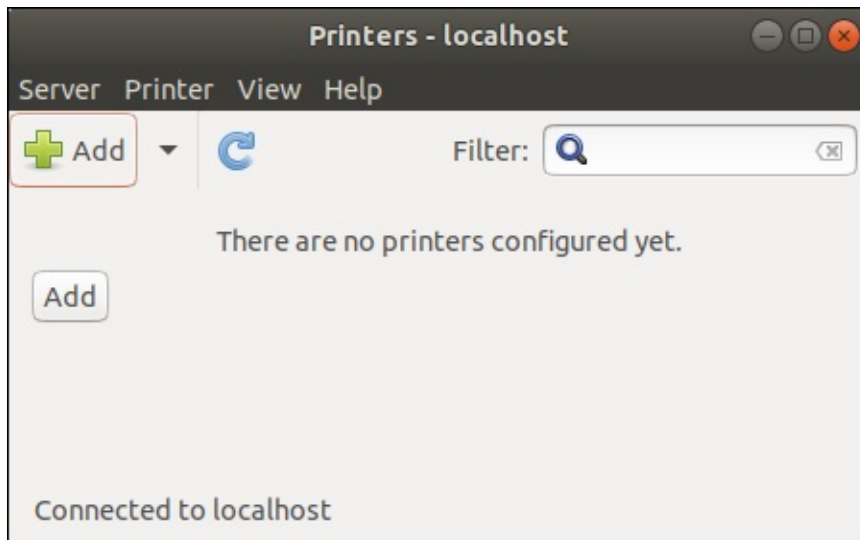 Printers - localhost
Server Printer View Help
Add Filter:
There are no printers configured yet.
Add
Connected to localhost